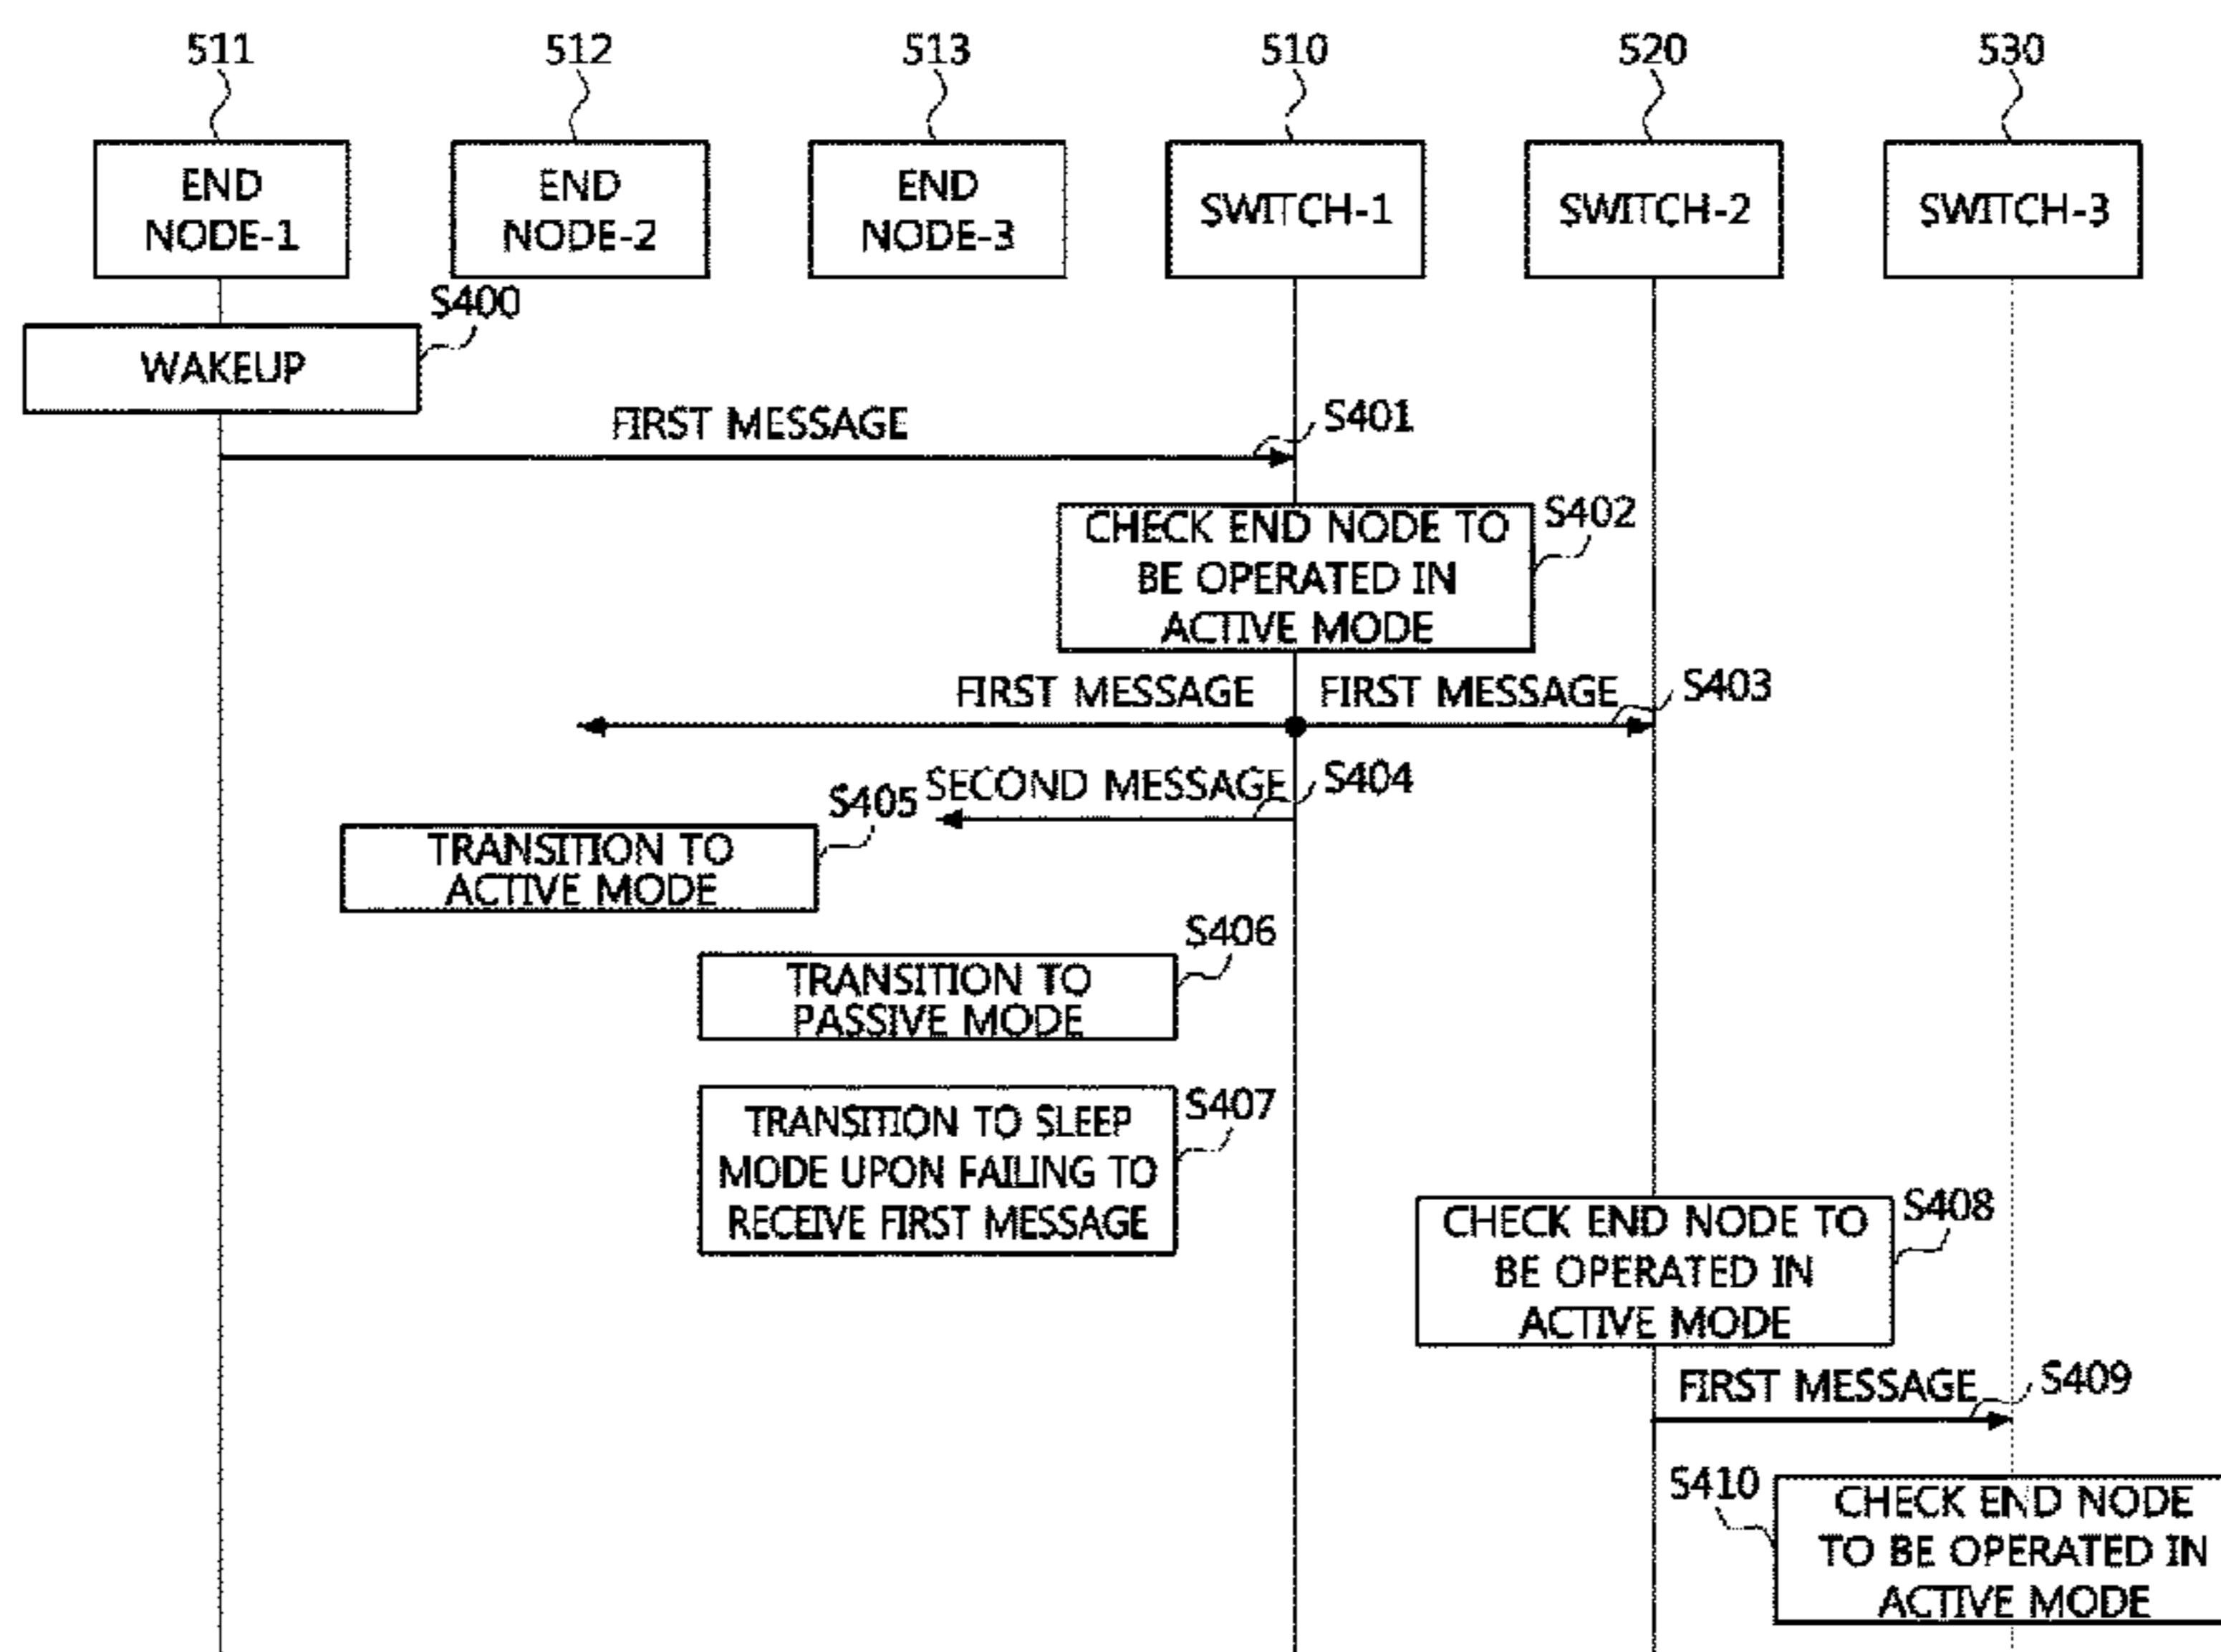 511
512
513
510
520
530
END
NODE-1
END
NODE-2
END
NODE-3
SWITCH-1
SWITCH-2
SWITCH-3
S400
WAKEUP
FIRST MESSAGE
S401
CHECK END NODE TO
BE OPERATED IN
ACTIVE MODE
S402
FIRST MESSAGE
FIRST MESSAGE
S403
SECOND MESSAGE
S404
S405
TRANSITION TO
ACTIVE MODE
S406
TRANSITION TO
PASSIVE MODE
S407
TRANSITION TO SLEEP
MODE UPON FAILING TO
RECEIVE FIRST MESSAGE
S408
CHECK END NODE TO
BE OPERATED IN
ACTIVE MODE
FIRST MESSAGE
S409
S410
CHECK END NODE
TO BE OPERATED IN
ACTIVE MODE